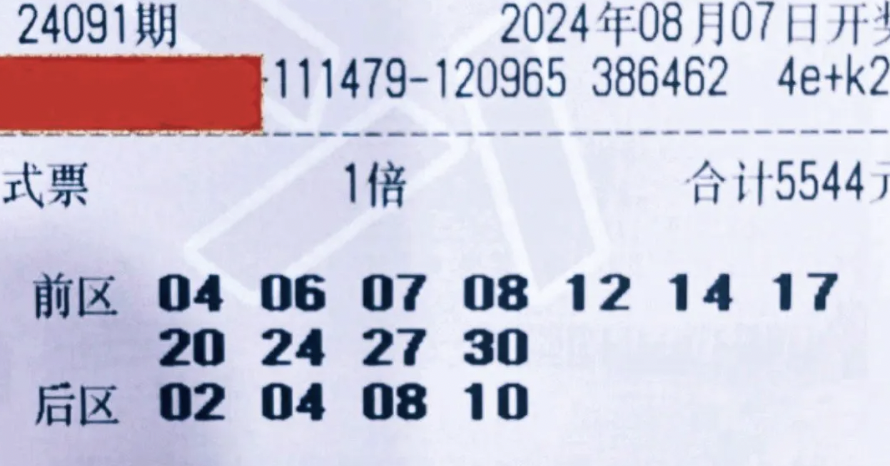 24091期 2024年08月07日开奖
-111479-120965 386462 4e+k2
式票 1倍 合计5544元
前区 04 06 07 08 12 14 17
20 24 27 30
后区 02 04 08 10